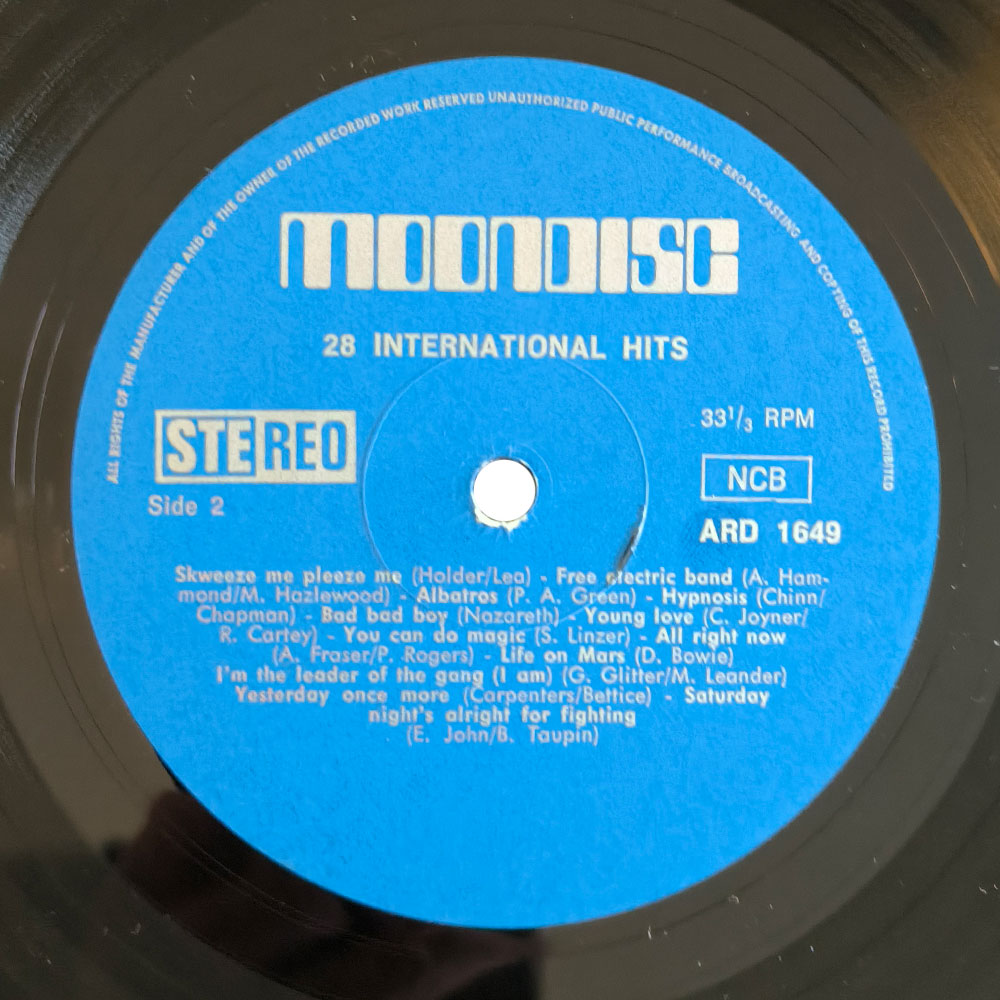 ALL RIGHTS OF THE MANUFACTURER AND OF THE OWNER OF THE RECORDED WORK RESERVED UNAUTHORIZED PUBLIC PERFORMANCE BROADCASTING AND COPYING OF THIS RECORD PROHIBITED
MOONDISC
28 INTERNATIONAL HITS
STEREO
33 1/3 RPM
Side 2
NCB
ARD 1649
Skweeze me pleeze me (Holder/Lea) - Free electric band (A. Ham-
mond/M. Hazlewood) - Albatros (P. A. Green) - Hypnosis (Chinn/
Chapman) - Bad bad boy (Nazareth) - Young love (C. Joyner/
R. Cartey) - You can do magic (S. Linzer) - All right now
(A. Fraser/P. Rogers) - Life on Mars (D. Bowie)
I'm the leader of the gang (I am) (G. Glitter/M. Leander)
Yesterday once more (Carpenters/Bettice) - Saturday
night's alright for fighting
(E. John/B. Taupin)